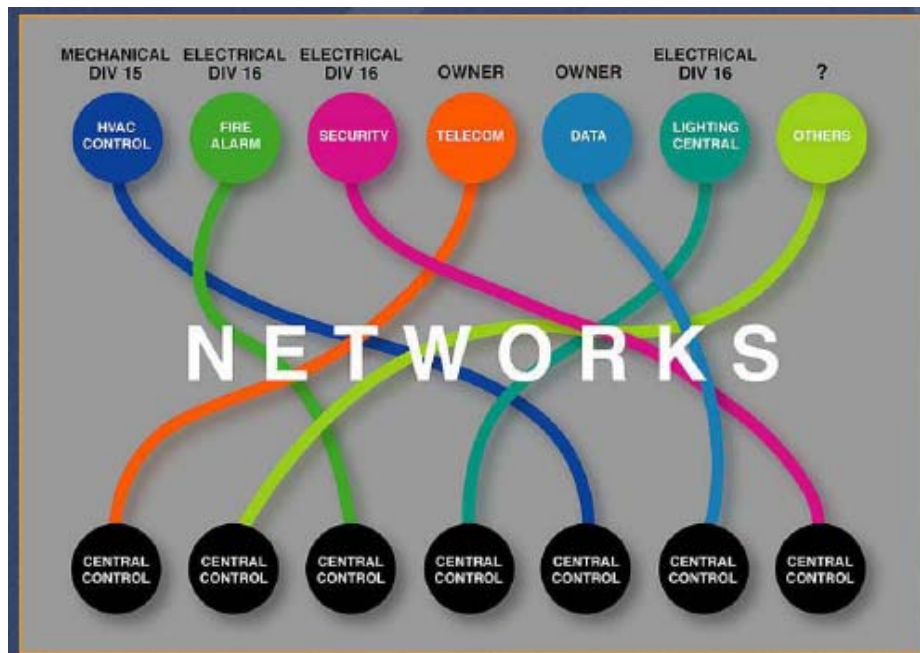 MECHANICAL
DIV 15
ELECTRICAL
DIV 16
ELECTRICAL
DIV 16
OWNER
OWNER
ELECTRICAL
DIV 16
?
HVAC
CONTROL
FIRE
ALARM
SECURITY
TELECOM
DATA
LIGHTING
CENTRAL
OTHERS
NETWORKS
CENTRAL
CONTROL
CENTRAL
CONTROL
CENTRAL
CONTROL
CENTRAL
CONTROL
CENTRAL
CONTROL
CENTRAL
CONTROL
CENTRAL
CONTROL